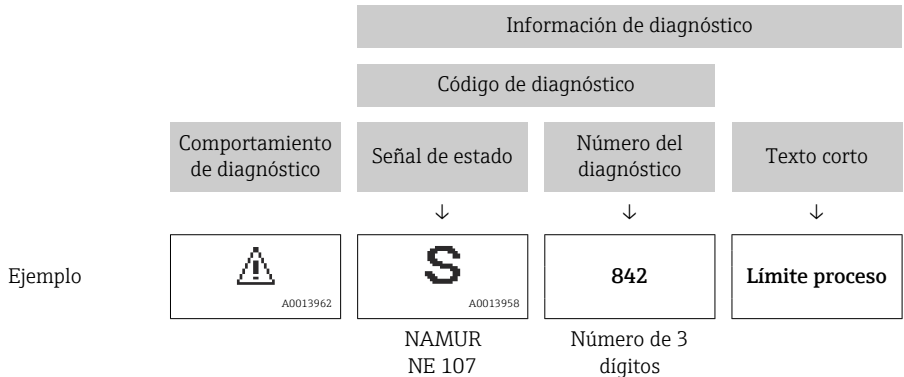 Información de diagnóstico
Código de diagnóstico
Comportamiento
de diagnóstico
Señal de estado
Número del
diagnóstico
Texto corto
↓
↓
↓
Ejemplo
A0013962
S
A0013958
842
Límite proceso
NAMUR
NE 107
Número de 3
dígitos